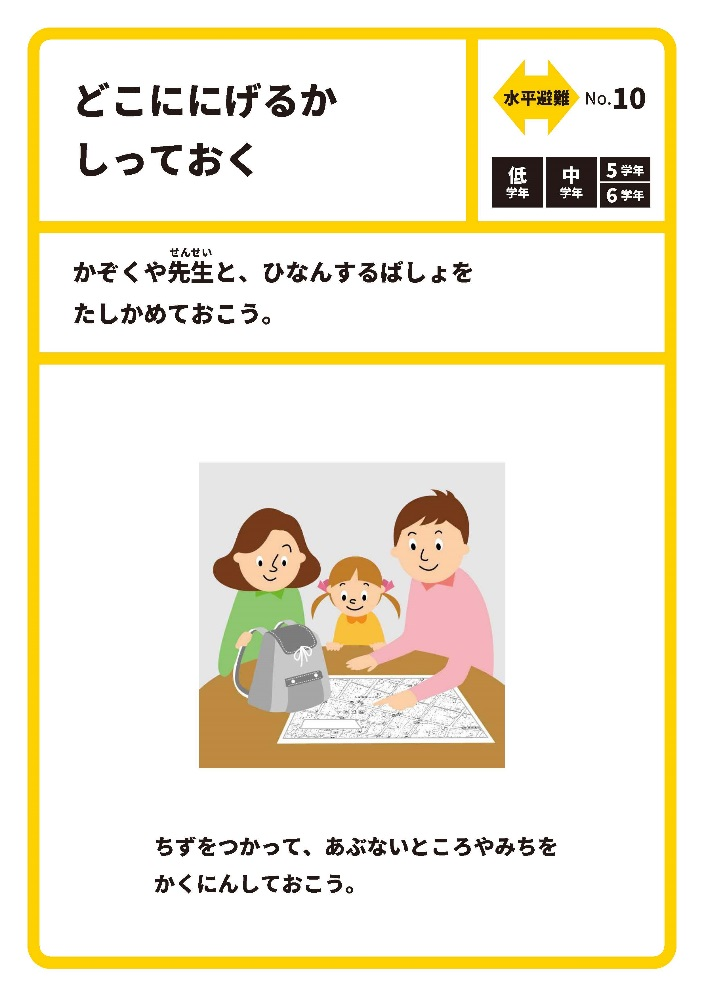 どこににげるか
しっておく
水平避難 No.10
低学年 中学年 5学年 6学年
せんせい
かぞくや先生と、ひなんするばしょを
たしかめておこう。
ちずをつかって、あぶないところやみちを
かくにんしておこう。